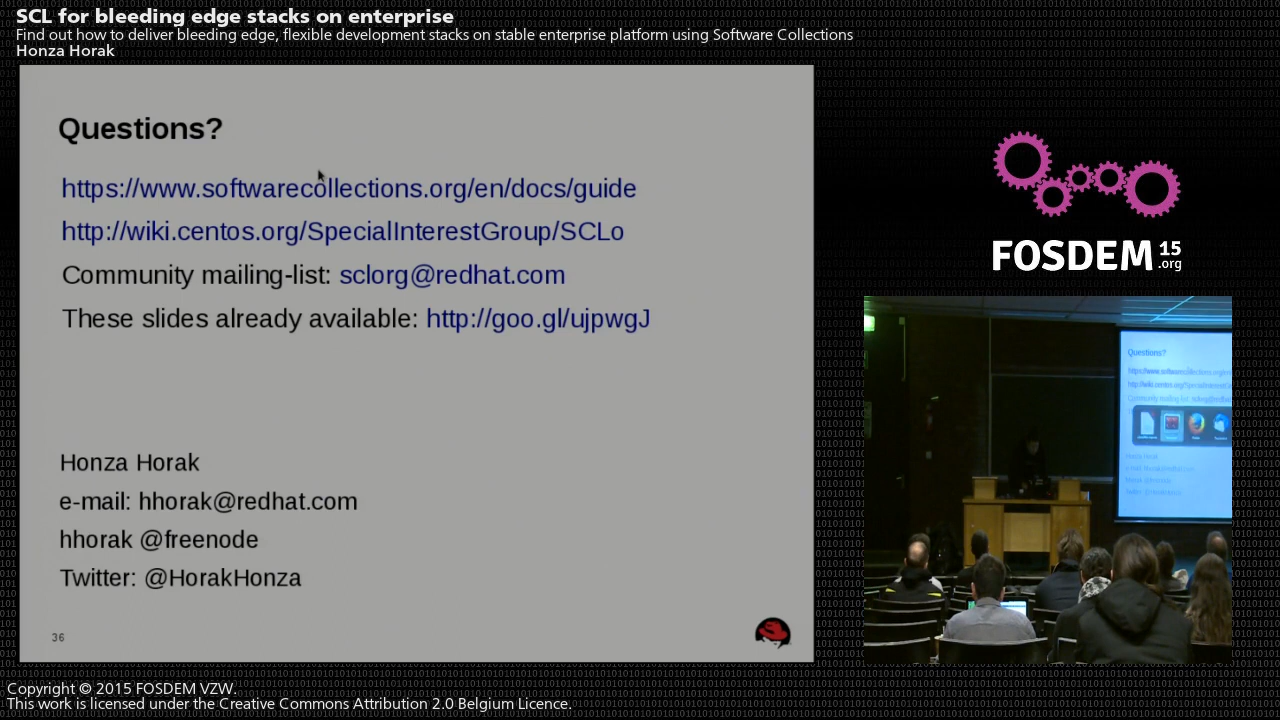 SCL for bleeding edge stacks on enterprise
Find out how to deliver bleeding edge, flexible development stacks on stable enterprise platform using Software Collections
Honza Horak
Questions?
https://www.softwarecollections.org/en/docs/guide
http://wiki.centos.org/SpecialInterestGroup/SCLo
Community mailing-list: sclorg@redhat.com
These slides already available: http://goo.gl/ujpwgJ
Honza Horak
e-mail: hhorak@redhat.com
hhorak @freenode
Twitter: @HorakHonza
36
FOSDEM 15 .org
Questions?
Copyright © 2015 FOSDEM VZW.
This work is licensed under the Creative Commons Attribution 2.0 Belgium Licence.